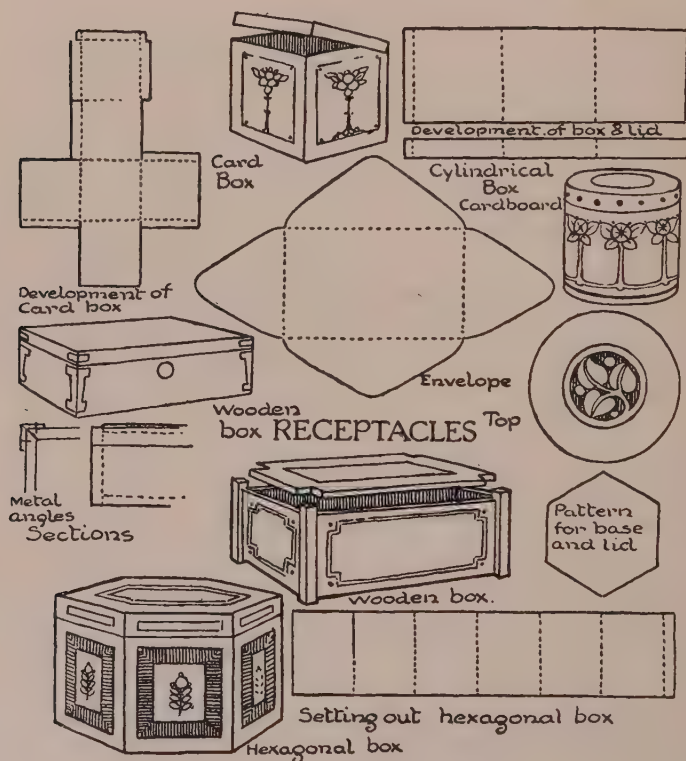 Development of box & lid
Card
Box
Cylindrical
Box
Cardboard
Development of
Card box
Envelope
Wooden
box
RECEPTACLES
Top
Metal
angles
Sections
Pattern
for base
and lid
Wooden box.
Setting out hexagonal box
Hexagonal box